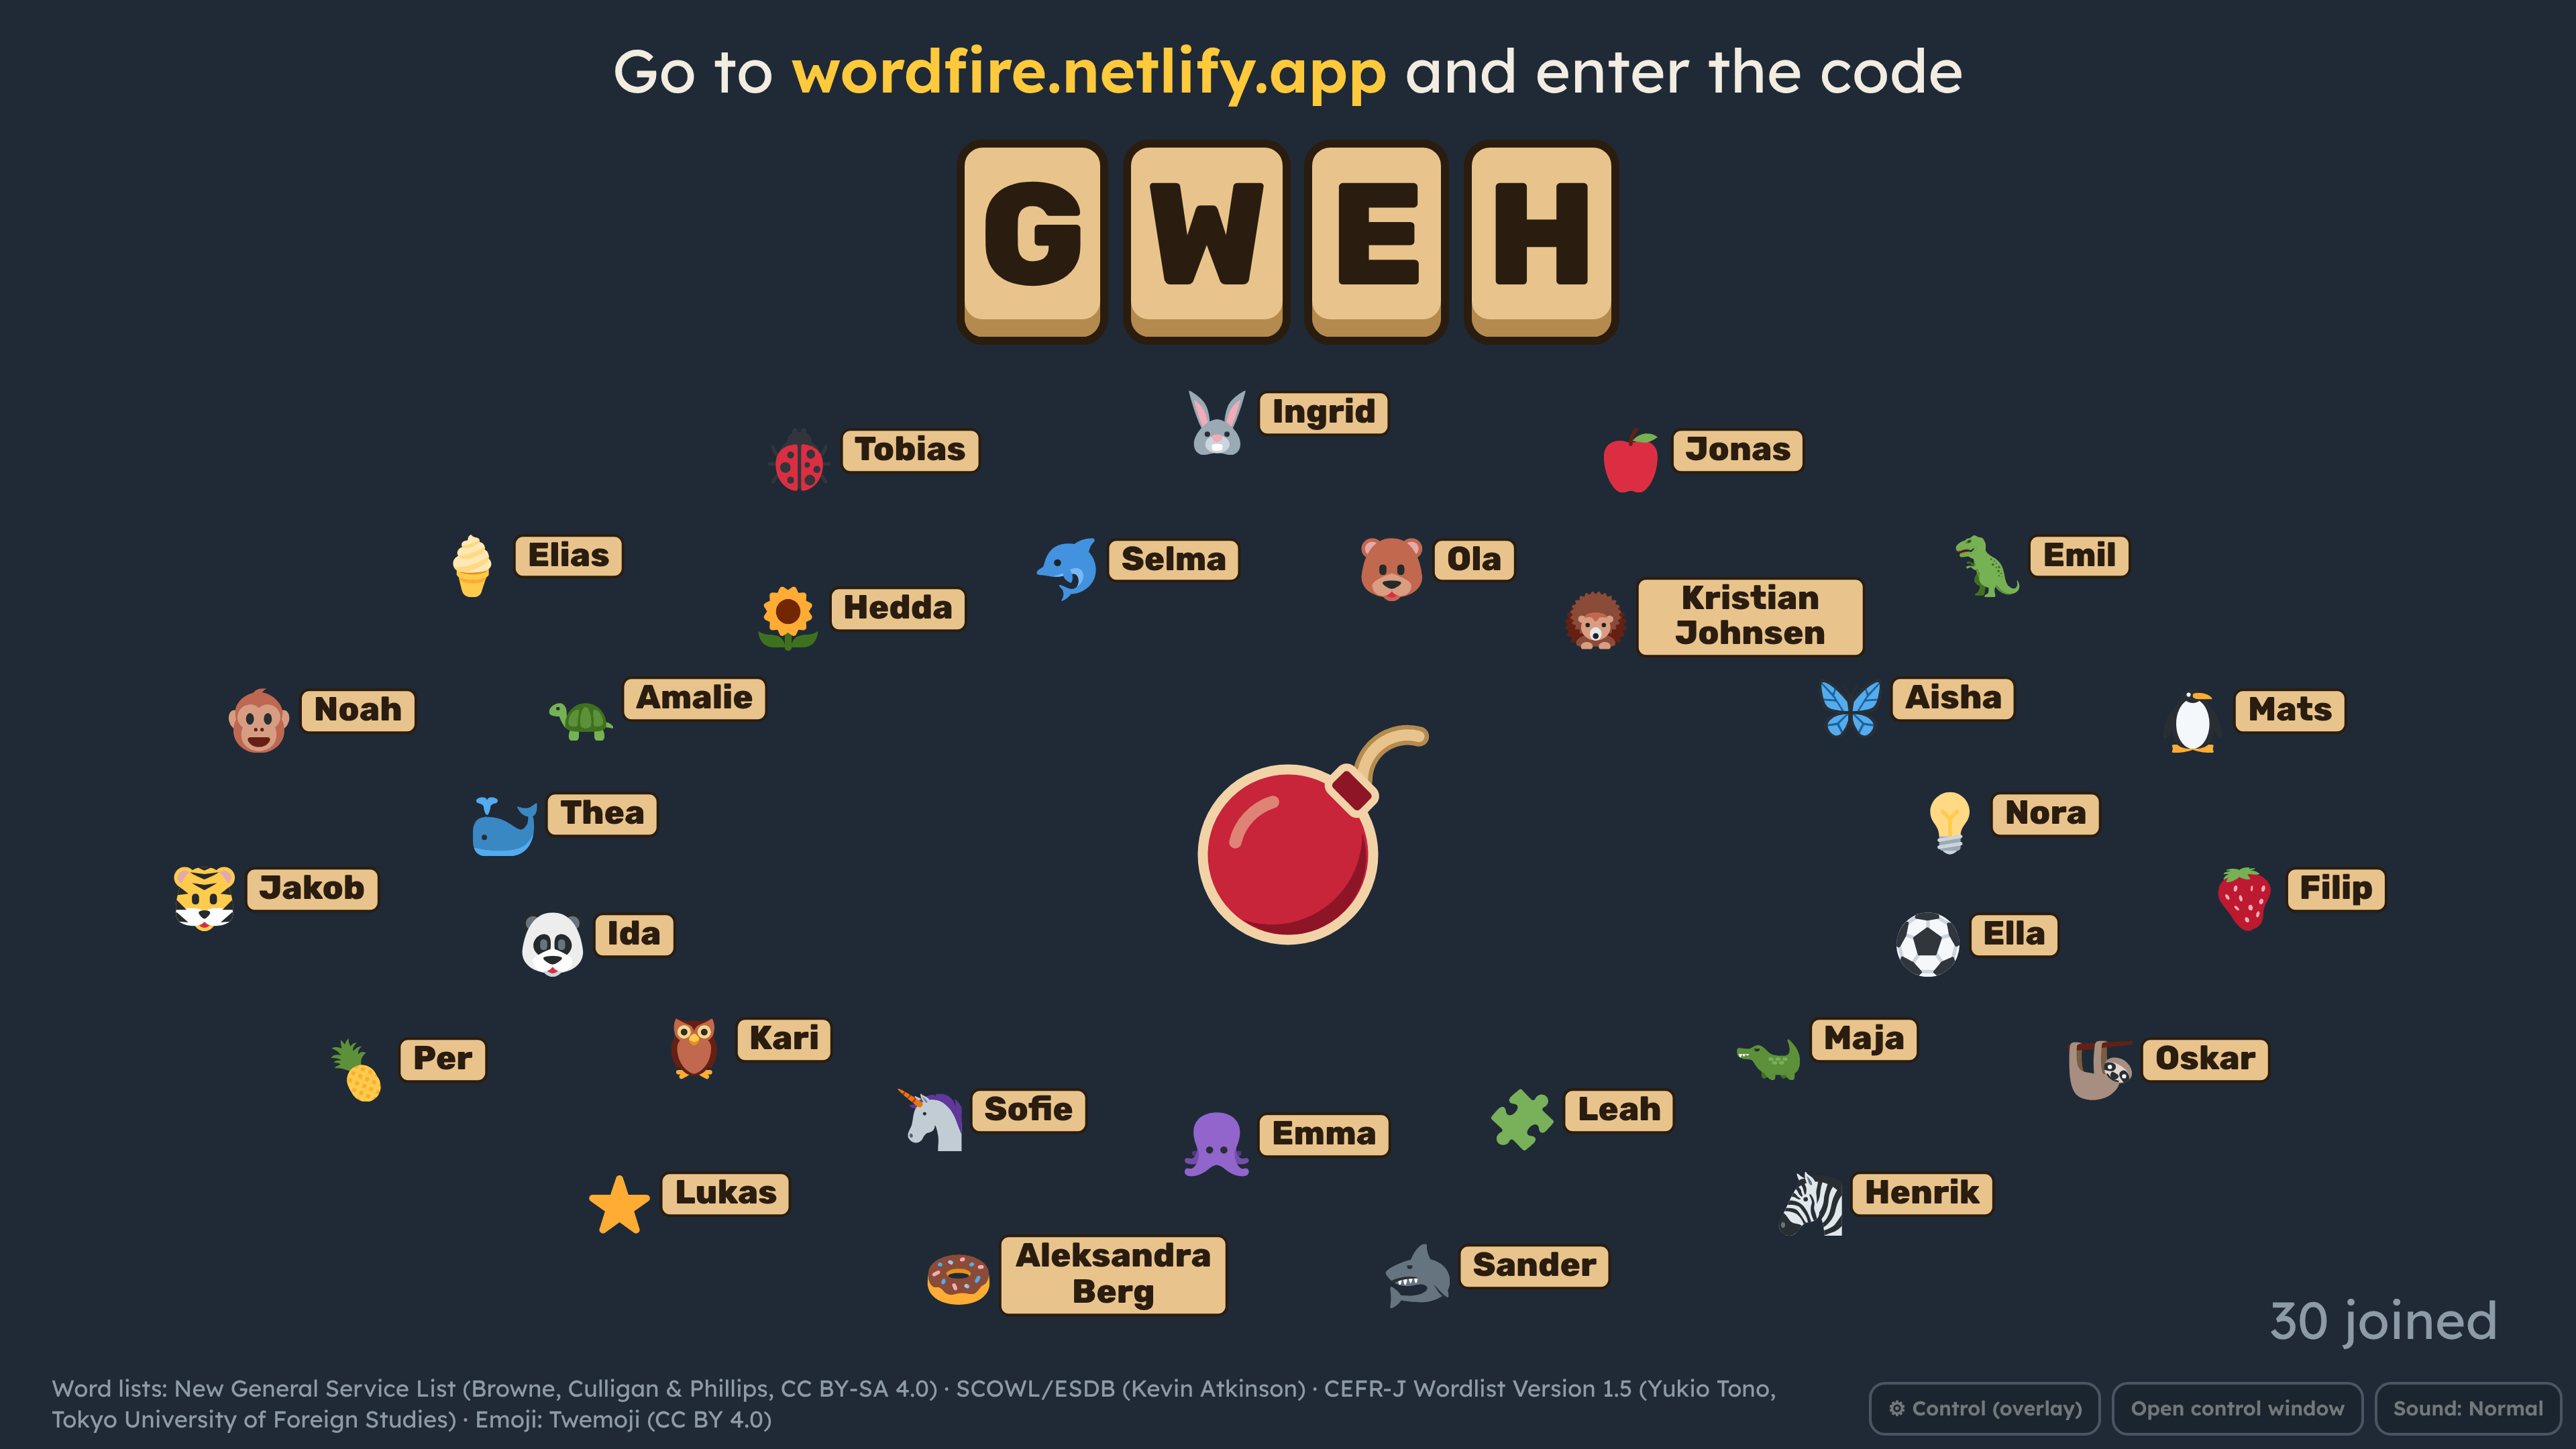 Go to wordfire.netlify.app and enter the code
GWEH
Ingrid
Tobias
Jonas
Elias
Selma
Ola
Emil
Hedda
Kristian
Johnsen
Noah
Amalie
Aisha
Mats
Thea
Nora
Jakob
Filip
Ida
Ella
Per
Kari
Maja
Oskar
Sofie
Emma
Leah
Lukas
Henrik
Aleksandra
Berg
Sander
30 joined
Word lists: New General Service List (Browne, Culligan & Phillips, CC BY-SA 4.0) · SCOWL/ESDB (Kevin Atkinson) · CEFR-J Wordlist Version 1.5 (Yukio Tono,
Tokyo University of Foreign Studies) · Emoji: Twemoji (CC BY 4.0)
⚙ Control (overlay)
Open control window
Sound: Normal